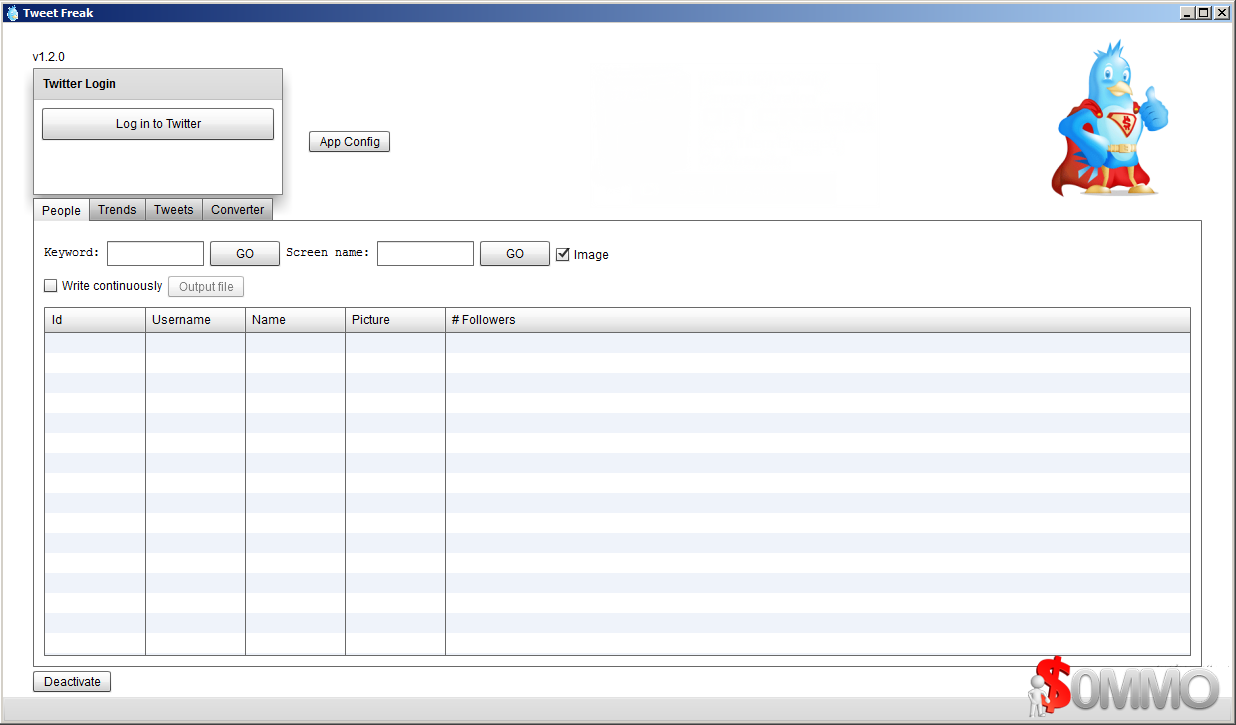 Tweet Freak
v1.2.0
Twitter Login
Log in to Twitter
App Config
People Trends Tweets Converter
Keyword: GO Screen name: GO Image
Write continuously Output file
Id Username Name Picture # Followers
Deactivate
$0MMO